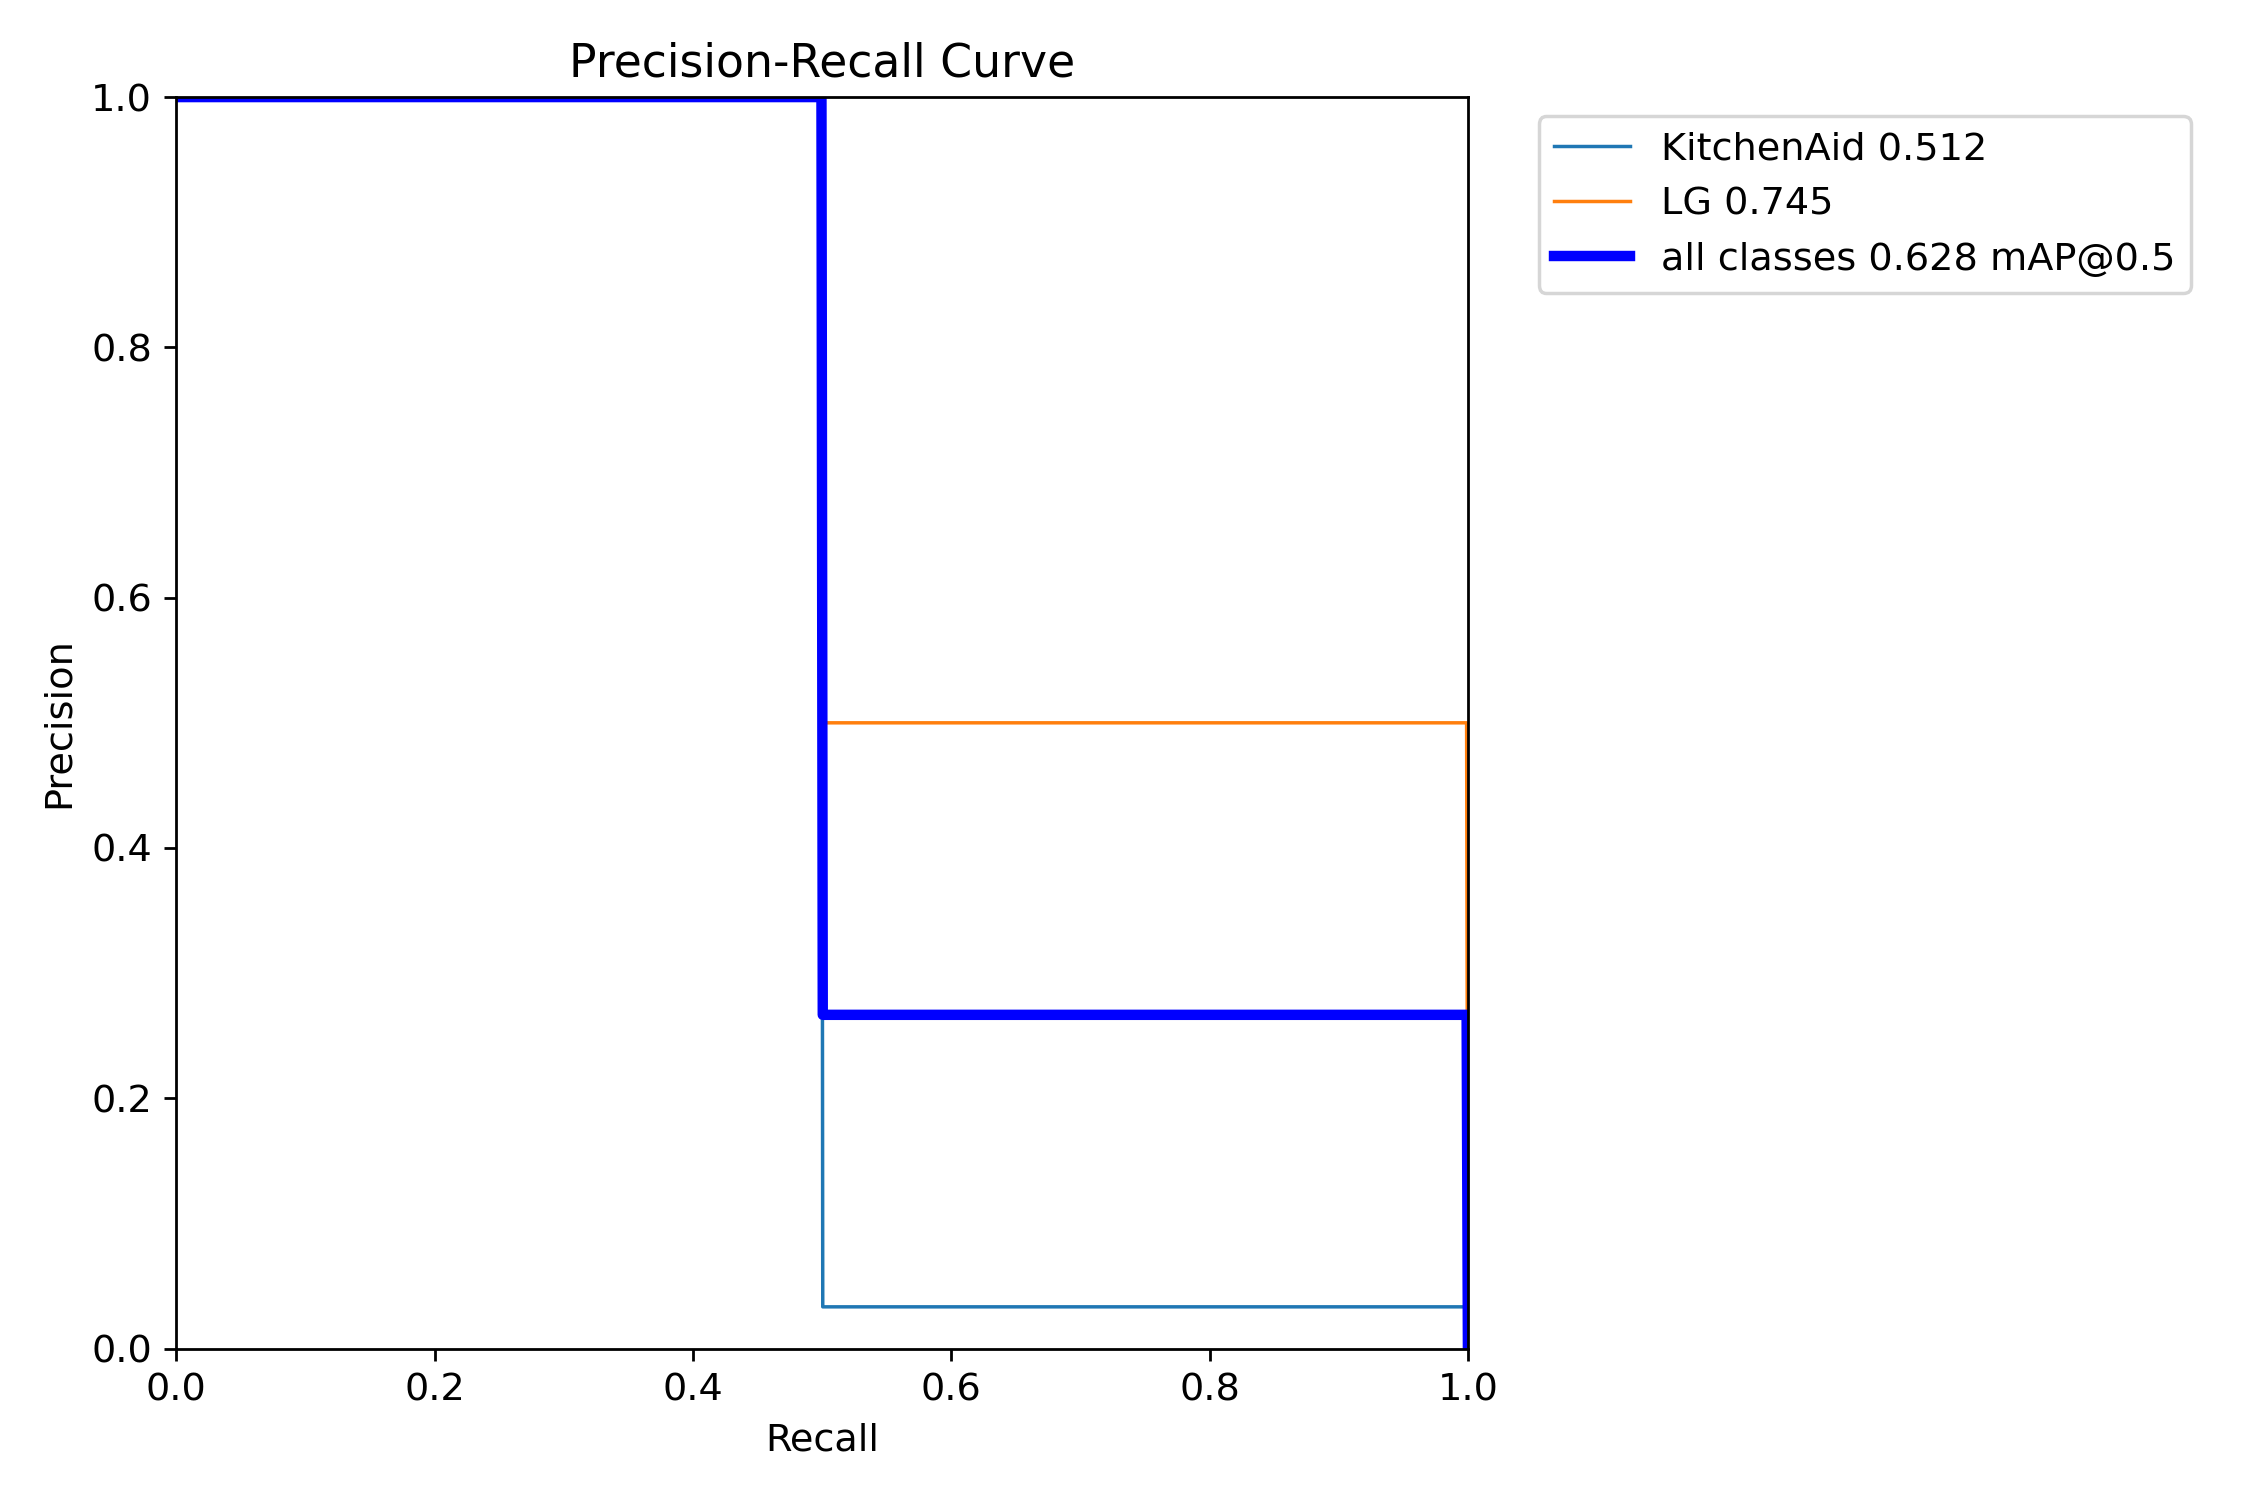 Precision-Recall Curve
1.0
0.8
0.6
0.4
0.2
0.0
Precision
0.0 0.2 0.4 0.6 0.8 1.0
Recall
KitchenAid 0.512
LG 0.745
all classes 0.628 mAP@0.5